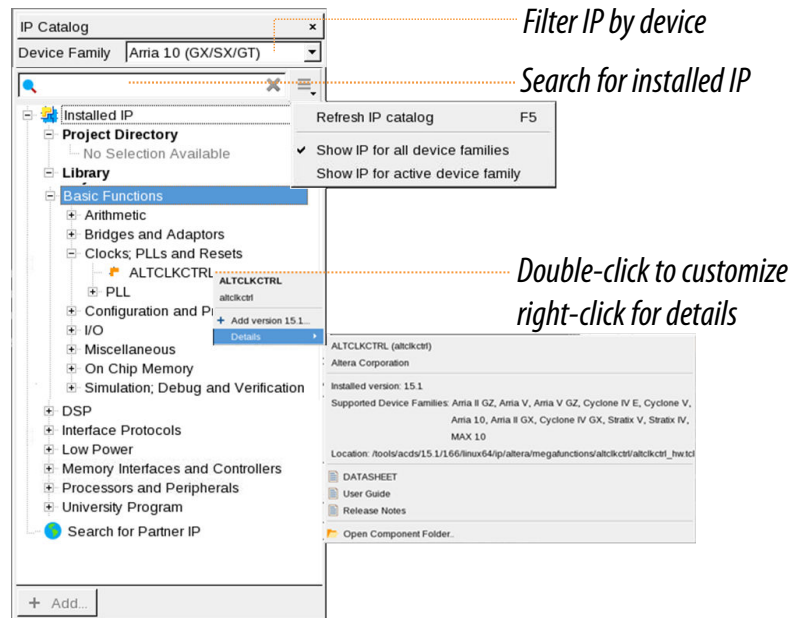 IP Catalog ×
Filter IP by device
Device Family Arria 10 (GX/SX/GT)
Search for installed IP
Installed IP
Refresh IP catalog F5
Project Directory
No Selection Available
✓ Show IP for all device families
Library
Show IP for active device family
Basic Functions
Arithmetic
Bridges and Adaptors
Clocks; PLLs and Resets
ALTCLKCTRL
Double-click to customize
right-click for details
ALTCLKCTRL
altclkctrl
+ Add version 15.1...
Details
PLL
Configuration and P
I/O
Miscellaneous
On Chip Memory
Simulation; Debug and Verification
DSP
Interface Protocols
Low Power
Memory Interfaces and Controllers
Processors and Peripherals
University Program
Search for Partner IP
ALTCLKCTRL (altclkctrl)
Altera Corporation
Installed version: 15.1
Supported Device Families: Arria II GZ, Arria V, Arria V GZ, Cyclone IV E, Cyclone V,
Arria 10, Arria II GX, Cyclone IV GX, Stratix V, Stratix IV,
MAX 10
Location: /tools/acds/15.1/166/linux64/ip/altera/megafunctions/altclkctrl/altclkctrl_hw.tcl
DATASHEET
User Guide
Release Notes
Open Component Folder..
+ Add...